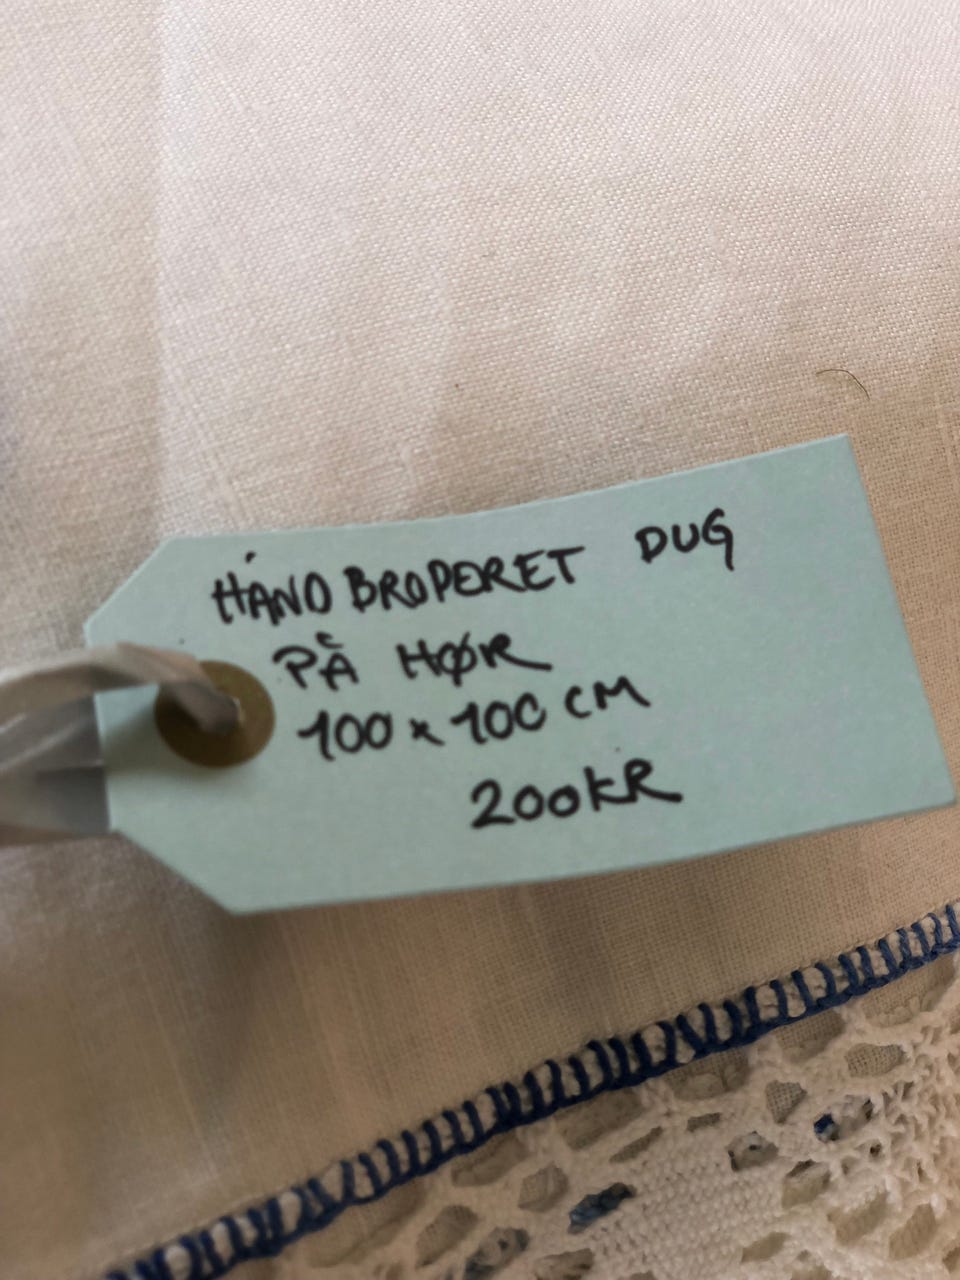 HÅNDBRODERET DUG
PÅ HØR
100 x 100 CM
200KR